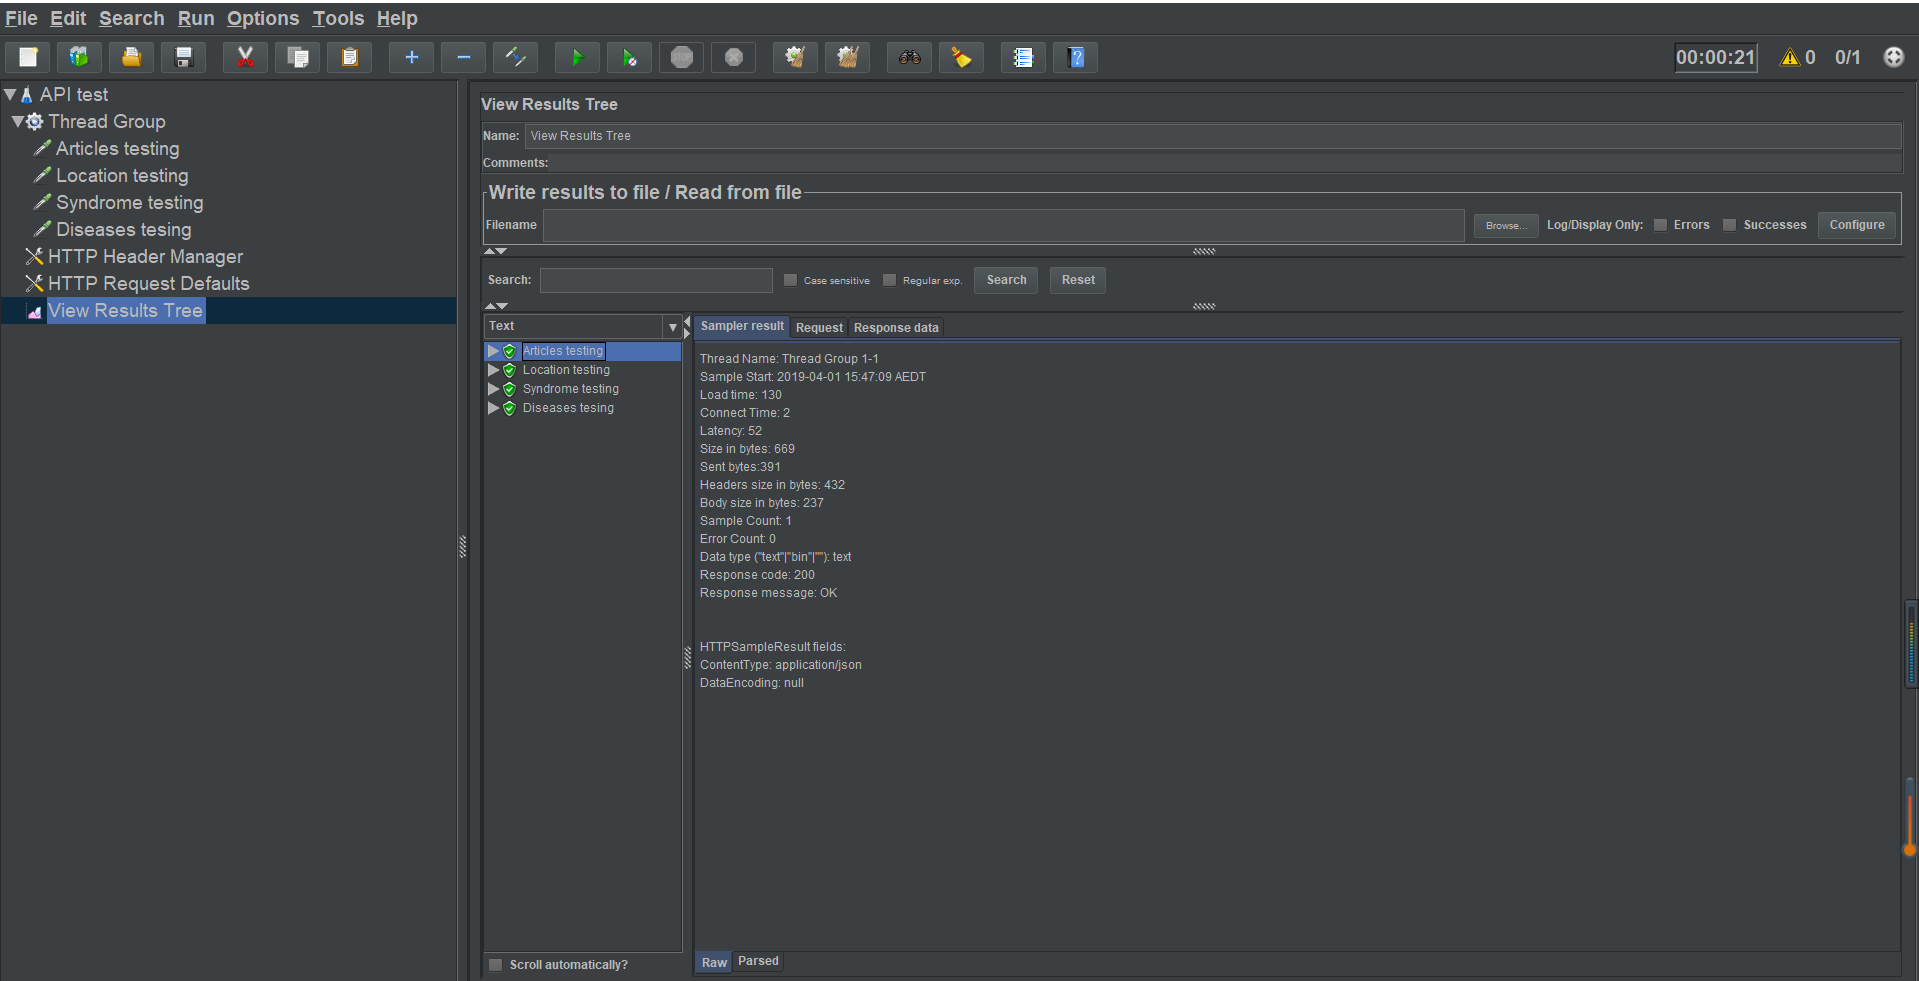 File Edit Search Run Options Tools Help
00:00:21 0 0/1
API test
Thread Group
Articles testing
Location testing
Syndrome testing
Diseases tesing
HTTP Header Manager
HTTP Request Defaults
View Results Tree
View Results Tree
Name: View Results Tree
Comments:
Write results to file / Read from file
Filename Browse... Log/Display Only: Errors Successes Configure
Search: Case sensitive Regular exp. Search Reset
Text
Articles testing
Location testing
Syndrome testing
Diseases tesing
Scroll automatically?
Sampler result Request Response data
Thread Name: Thread Group 1-1
Sample Start: 2019-04-01 15:47:09 AEDT
Load time: 130
Connect Time: 2
Latency: 52
Size in bytes: 669
Sent bytes:391
Headers size in bytes: 432
Body size in bytes: 237
Sample Count: 1
Error Count: 0
Data type ("text"|"bin"|""): text
Response code: 200
Response message: OK
HTTPSampleResult fields:
ContentType: application/json
DataEncoding: null
Raw Parsed